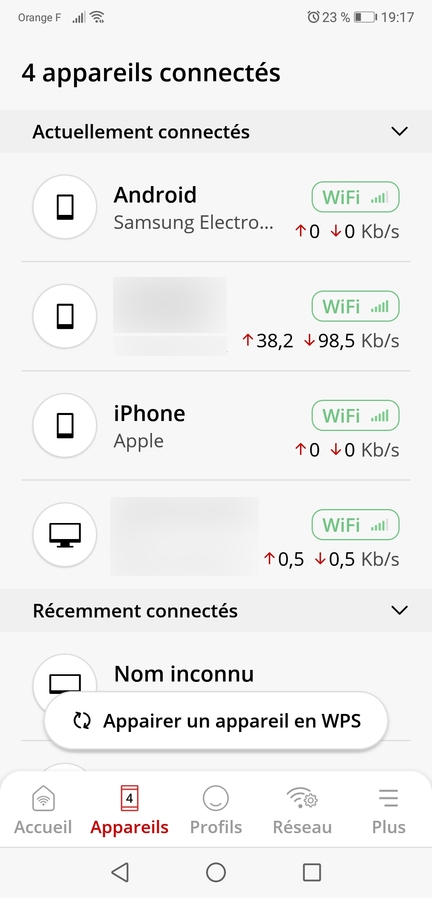 Orange F 23 % 19:17
4 appareils connectés
Actuellement connectés
Android WiFi
Samsung Electro... ↑0 ↓0 Kb/s
WiFi
↑38,2 ↓98,5 Kb/s
iPhone WiFi
Apple ↑0 ↓0 Kb/s
WiFi
↑0,5 ↓0,5 Kb/s
Récemment connectés
Nom inconnu
Appairer un appareil en WPS
4
Accueil Appareils Profils Réseau Plus